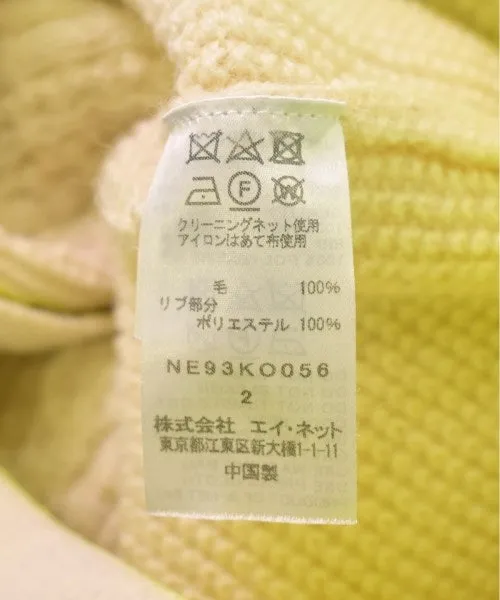 F W
クリーニングネット使用
アイロンはあて布使用
毛 100%
リブ部分
ポリエステル 100%
NE93KO056
2
株式会社 エイ・ネット
東京都江東区新大橋1-1-11
中国製